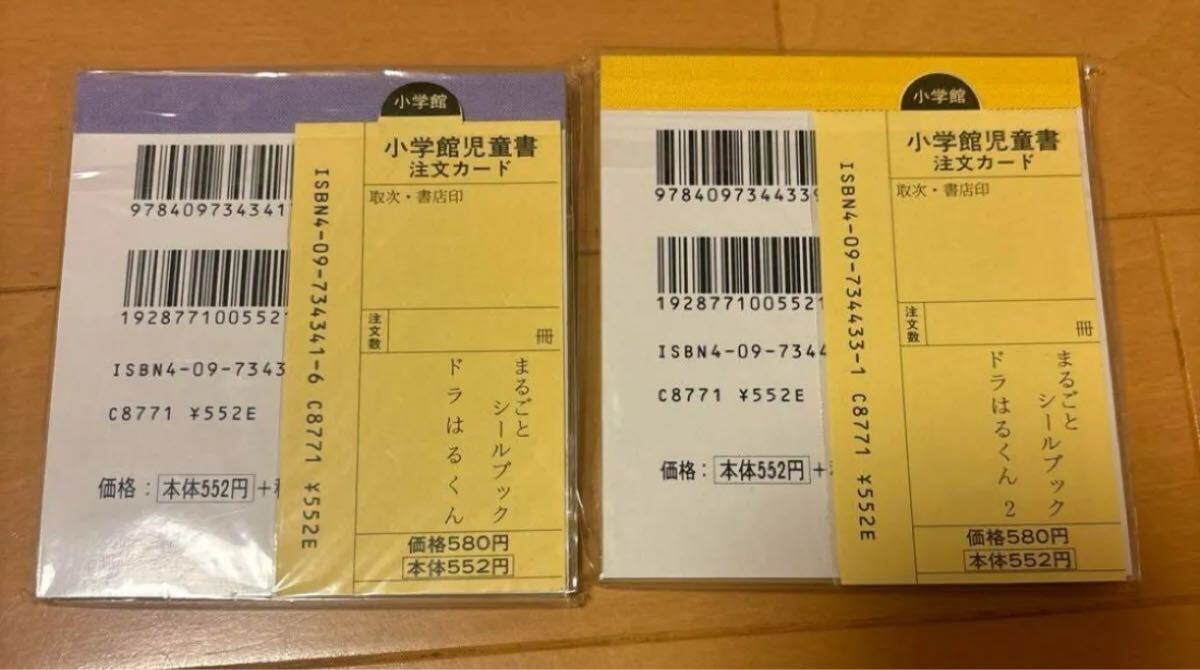 小学館
小学館児童書
注文カード
取次・書店印
注文数
冊
まるごと
シールブック
ドラはるくん
価格580円
本体552円
ISBN4-09-734341-6 C8771 ¥552E
978409734341
192877100552
ISBN4-09-7343
C8771 ¥552E
価格：本体552円+
小学館
小学館児童書
注文カード
取次・書店印
注文数
冊
まるごと
シールブック
ドラはるくん 2
価格580円
本体552円
ISBN4-09-734433-1 C8771 ¥552E
9784097344339
1928771005521
ISBN4-09-7344
C8771 ¥552E
価格：本体552円+